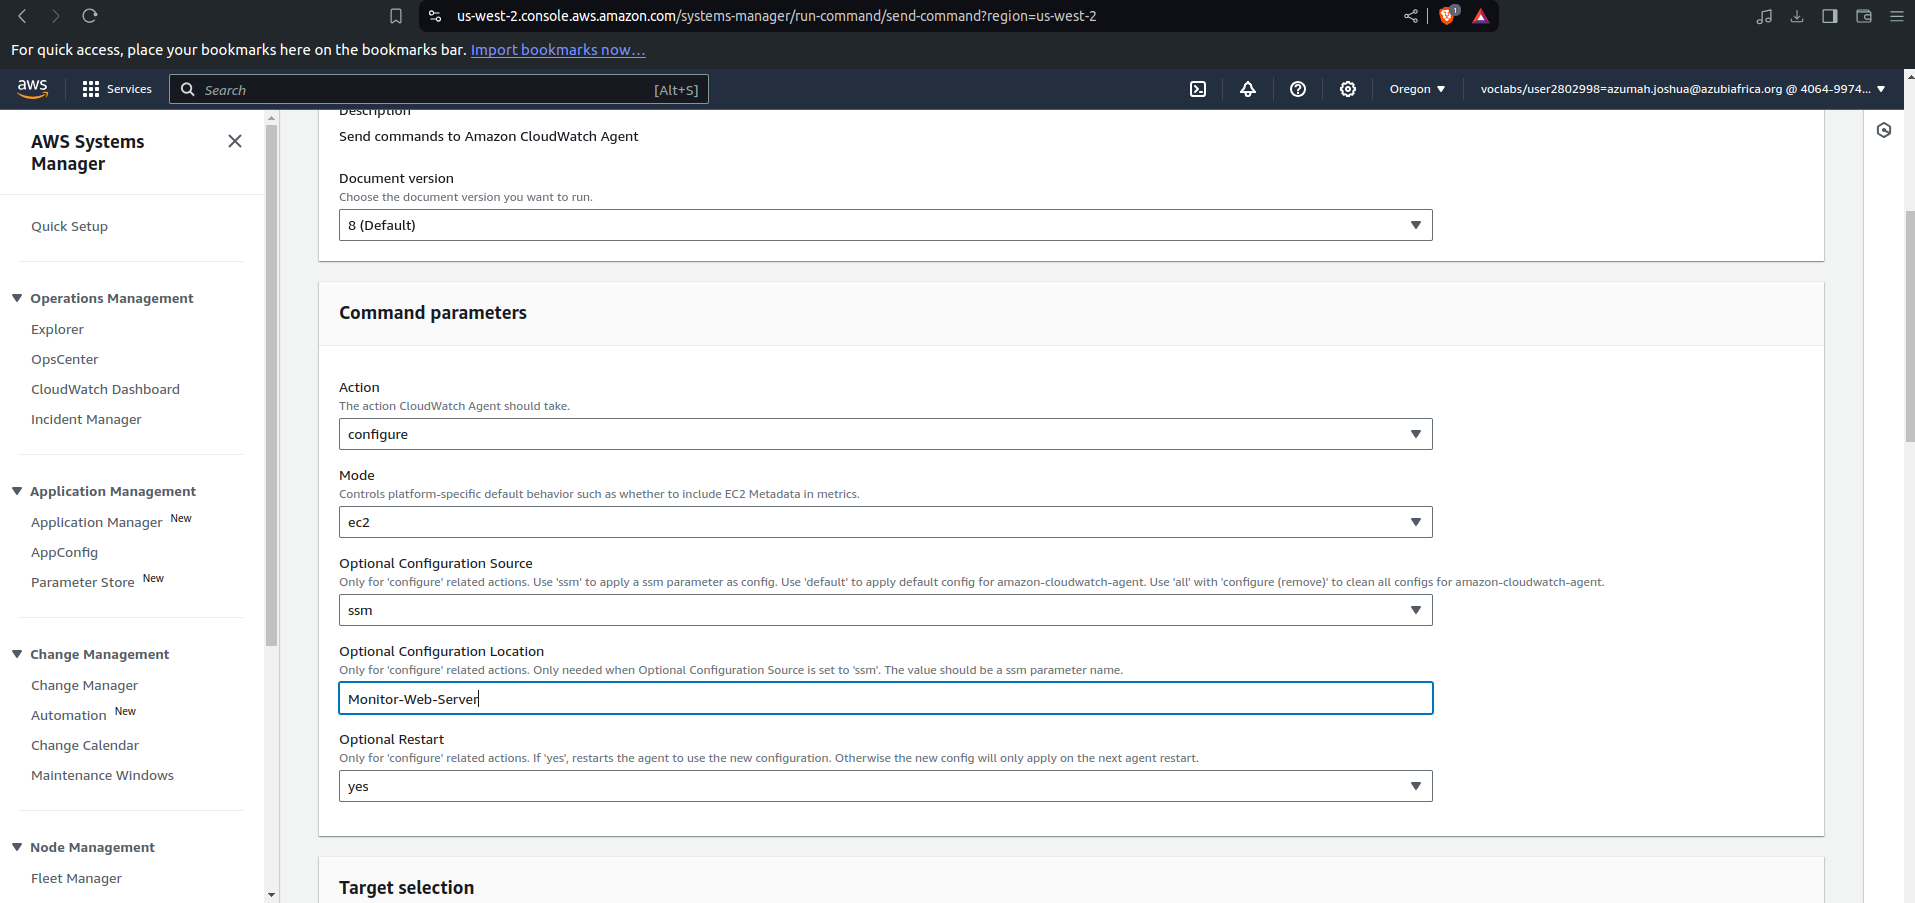 us-west-2.console.aws.amazon.com/systems-manager/run-command/send-command?region=us-west-2
1
For quick access, place your bookmarks here on the bookmarks bar. Import bookmarks now...
aws
Services
Search
[Alt+S]
Oregon
voclabs/user2802998=azumah.joshua@azubiafrica.org @ 4064-9974...
AWS Systems
Manager
Quick Setup
Operations Management
Explorer
OpsCenter
CloudWatch Dashboard
Incident Manager
Application Management
Application Manager New
AppConfig
Parameter Store New
Change Management
Change Manager
Automation New
Change Calendar
Maintenance Windows
Node Management
Fleet Manager
Description
Send commands to Amazon CloudWatch Agent
Document version
Choose the document version you want to run.
8 (Default)
Command parameters
Action
The action CloudWatch Agent should take.
configure
Mode
Controls platform-specific default behavior such as whether to include EC2 Metadata in metrics.
ec2
Optional Configuration Source
Only for 'configure' related actions. Use 'ssm' to apply a ssm parameter as config. Use 'default' to apply default config for amazon-cloudwatch-agent. Use 'all' with 'configure (remove)' to clean all configs for amazon-cloudwatch-agent.
ssm
Optional Configuration Location
Only for 'configure' related actions. Only needed when Optional Configuration Source is set to 'ssm'. The value should be a ssm parameter name.
Monitor-Web-Server
Optional Restart
Only for 'configure' related actions. If 'yes', restarts the agent to use the new configuration. Otherwise the new config will only apply on the next agent restart.
yes
Target selection